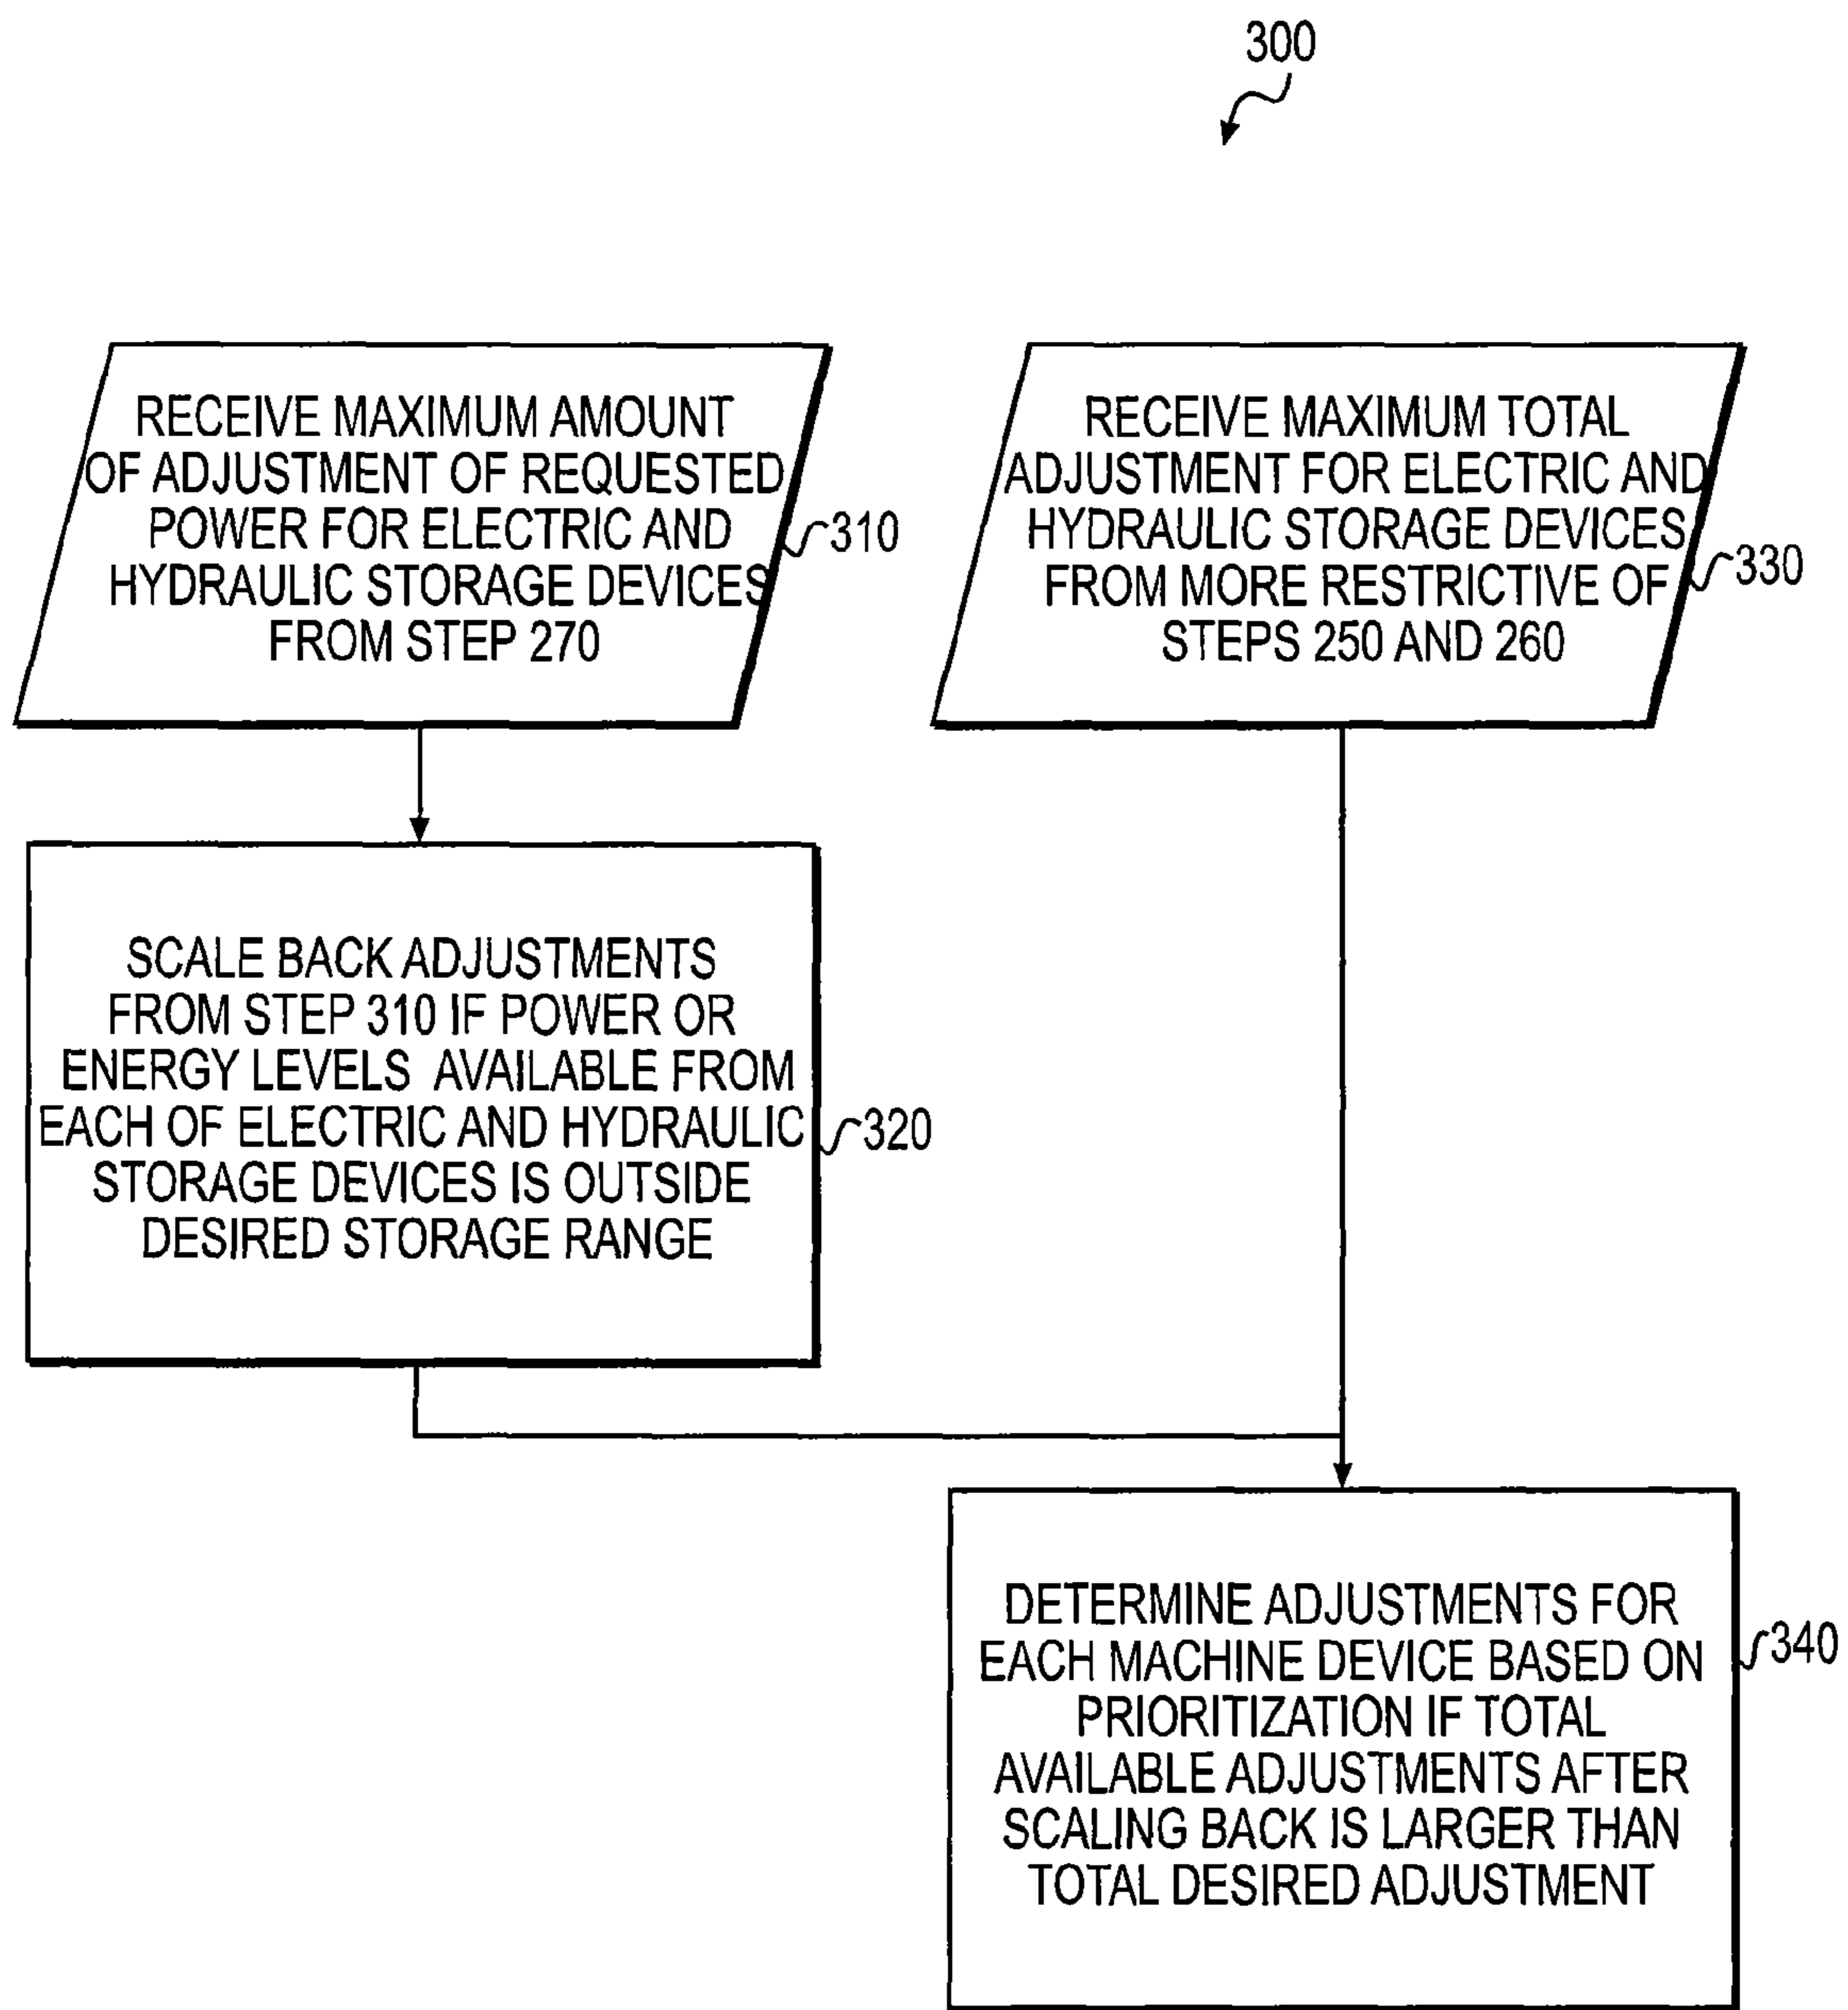 300
RECEIVE MAXIMUM AMOUNT
OF ADJUSTMENT OF REQUESTED
POWER FOR ELECTRIC AND
HYDRAULIC STORAGE DEVICES
FROM STEP 270
310
RECEIVE MAXIMUM TOTAL
ADJUSTMENT FOR ELECTRIC AND
HYDRAULIC STORAGE DEVICES
FROM MORE RESTRICTIVE OF
STEPS 250 AND 260
330
SCALE BACK ADJUSTMENTS
FROM STEP 310 IF POWER OR
ENERGY LEVELS AVAILABLE FROM
EACH OF ELECTRIC AND HYDRAULIC
STORAGE DEVICES IS OUTSIDE
DESIRED STORAGE RANGE
320
DETERMINE ADJUSTMENTS FOR
EACH MACHINE DEVICE BASED ON
PRIORITIZATION IF TOTAL
AVAILABLE ADJUSTMENTS AFTER
SCALING BACK IS LARGER THAN
TOTAL DESIRED ADJUSTMENT
340